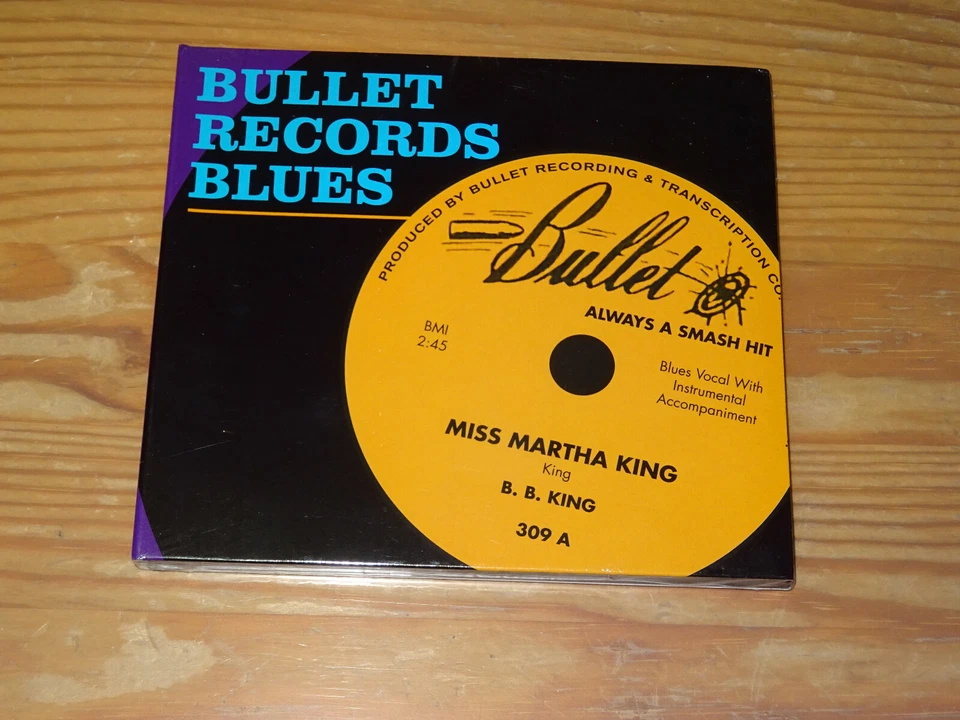 BULLET
RECORDS
BLUES
PRODUCED BY BULLET RECORDING & TRANSCRIPTION CO.
Bullet
ALWAYS A SMASH HIT
BMI
2:45
Blues Vocal With
Instrumental
Accompaniment
MISS MARTHA KING
King
B. B. KING
309 A